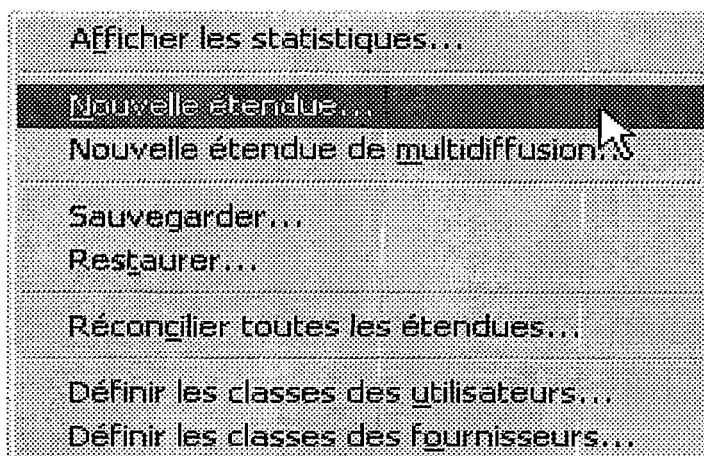 Afficher les statistiques...
Nouvelle étendue...
Nouvelle étendue de multidiffusion...
Sauvegarder...
Restaurer...
Réconcilier toutes les étendues...
Définir les classes des utilisateurs...
Définir les classes des fournisseurs...